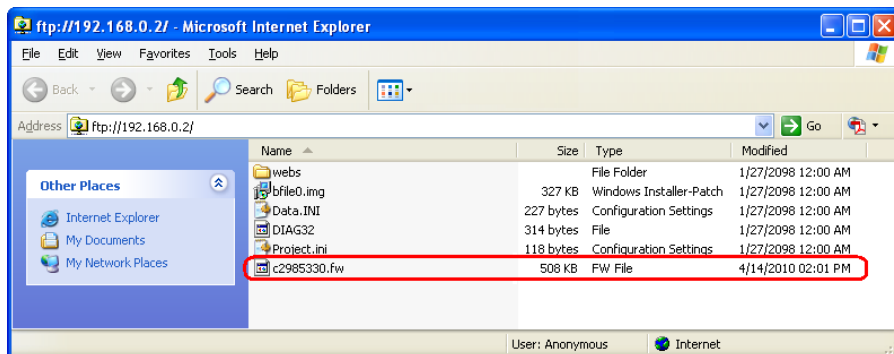 ftp://192.168.0.2/ - Microsoft Internet Explorer
File Edit View Favorites Tools Help
Back Search Folders
Address ftp://192.168.0.2/ Go
Name Size Type Modified
webs File Folder 1/27/2098 12:00 AM
bfile0.img 327 KB Windows Installer-Patch 1/27/2098 12:00 AM
Data.INI 227 bytes Configuration Settings 1/27/2098 12:00 AM
DIAG32 314 bytes File 1/27/2098 12:00 AM
Project.ini 118 bytes Configuration Settings 1/27/2098 12:00 AM
c2985330.fw 508 KB FW File 4/14/2010 02:01 PM
Other Places
Internet Explorer
My Documents
My Network Places
User: Anonymous Internet